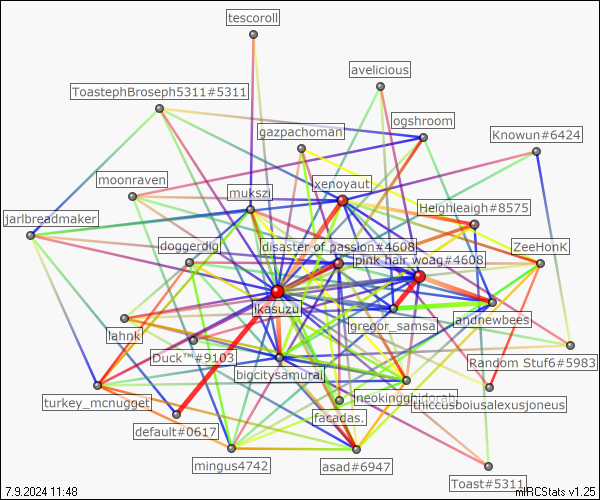 tescoroll
avelicious
ToastephBroseph5311#5311
ogshroom
gazpachoman
Knowun#6424
moonraven
xenoyaut
mukszi
Heighleaigh#8575
jarlbreadmaker
doggerdig
disaster of passion#4608
ZeeHonK
pink hair woag#4608
ikasuzu
gregor_samsa
andnewbees
lahnk
Duck™#9103
Random Stuf6#5983
bigcitysamurai
neokingghidorah
turkey_mcnugget
facadas.
thiccusboiusalexusjoneus
default#0617
mingus4742
asad#6947
Toast#5311
7.9.2024 11:48
mIRCStats v1.25